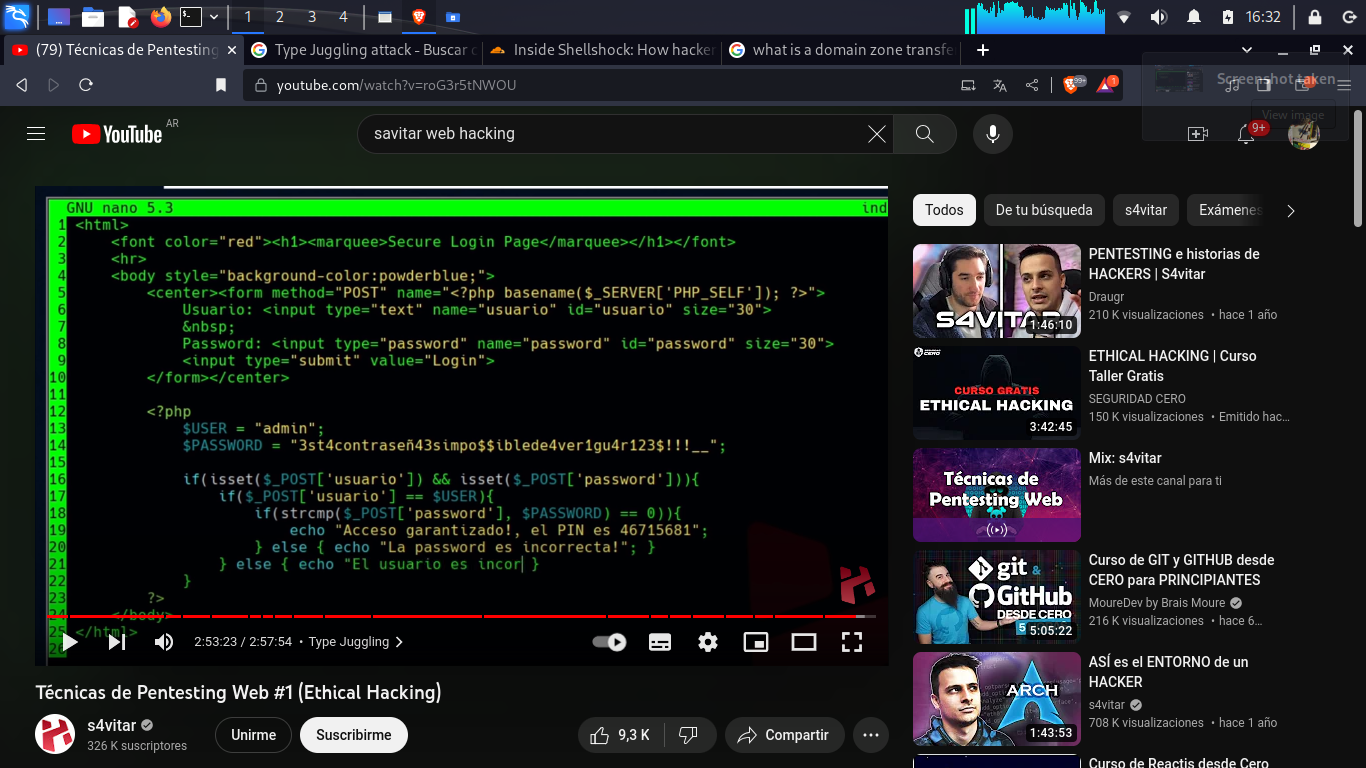 1 2 3 4 16:32
(79) Técnicas de Pentesting
Type Juggling attack - Buscar c
Inside Shellshock: How hacker
what is a domain zone transfe
youtube.com/watch?v=roG3r5tNWOU
99+ 1
Screenshot taken
View image
YouTube AR
savitar web hacking
9+
GNU nano 5.3 ind
1 <html>
2 <font color="red"><h1><marquee>Secure Login Page</marquee></h1></font>
3 <hr>
4 <body style="background-color:powderblue;">
5 <center><form method="POST" name="<?php basename($_SERVER['PHP_SELF']); ?>">
6 Usuario: <input type="text" name="usuario" id="usuario" size="30">
7 &nbsp;
8 Password: <input type="password" name="password" id="password" size="30">
9 <input type="submit" value="Login">
10 </form></center>
11
12 <?php
13 $USER = "admin";
14 $PASSWORD = "3st4contraseñ43simpo$$iblede4ver1gu4r123$!!!__";
15
16 if(isset($_POST['usuario']) && isset($_POST['password'])){
17 if($_POST['usuario'] == $USER){
18 if(strcmp($_POST['password'], $PASSWORD) == 0)){
19 echo "Acceso garantizado!, el PIN es 46715681";
20 } else { echo "La password es incorrecta!"; }
21 } else { echo "El usuario es incor }
22 }
23 ?>
24 </body>
25 </html>
2:53:23 / 2:57:54 • Type Juggling
Técnicas de Pentesting Web #1 (Ethical Hacking)
s4vitar
326 K suscriptores
Unirme
Suscribirme
9,3 K
Compartir
Todos
De tu búsqueda
s4vitar
Exámenes
S4VITAR
1:46:10
PENTESTING e historias de
HACKERS | S4vitar
Draugr
210 K visualizaciones • hace 1 año
SEGURIDAD CERO
CURSO GRATIS
ETHICAL HACKING
3:42:45
ETHICAL HACKING | Curso
Taller Gratis
SEGURIDAD CERO
150 K visualizaciones • Emitido hac…
Técnicas de
Pentesting Web
Mix: s4vitar
Más de este canal para ti
git &
GitHub
DESDE CERO
5:05:22
Curso de GIT y GITHUB desde
CERO para PRINCIPIANTES
MoureDev by Brais Moure
216 K visualizaciones • hace 6…
ARCH
1:43:53
ASÍ es el ENTORNO de un
HACKER
s4vitar
708 K visualizaciones • hace 1 año
Curso de Reactjs desde Cero